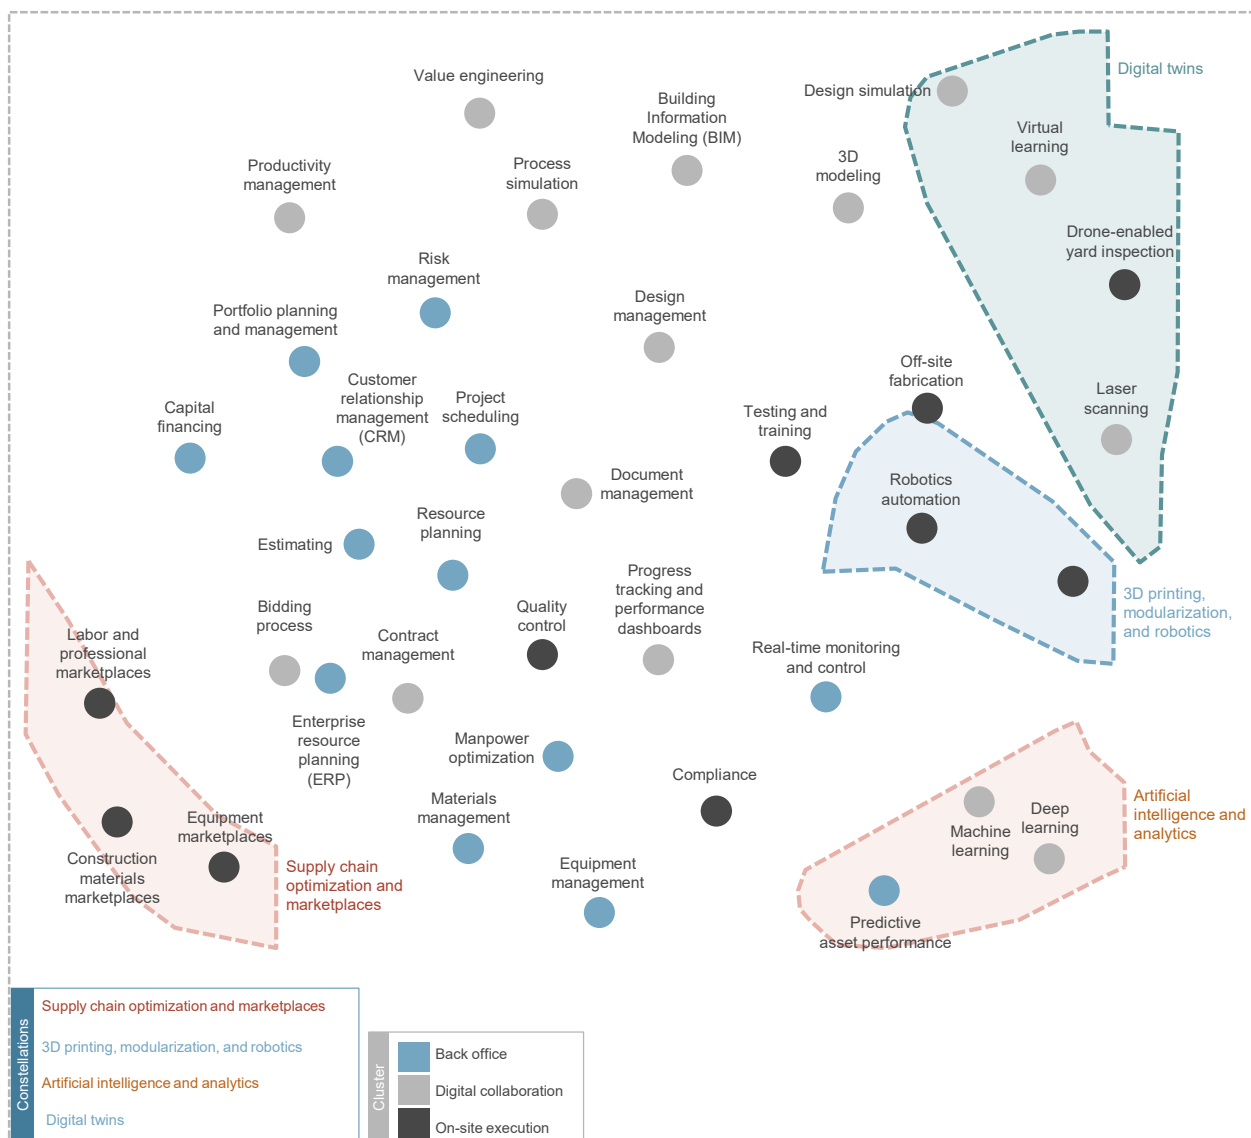 Value engineering
Building
Information
Modeling (BIM)
Design simulation
Digital twins
Virtual
learning
Productivity
management
Process
simulation
3D
modeling
Drone-enabled
yard inspection
Risk
management
Portfolio planning
and management
Design
management
Off-site
fabrication
Capital
financing
Customer
relationship
management
(CRM)
Project
scheduling
Testing and
training
Laser
scanning
Document
management
Robotics
automation
Estimating
Resource
planning
Progress
tracking and
performance
dashboards
3D printing,
modularization,
and robotics
Labor and
professional
marketplaces
Bidding
process
Contract
management
Quality
control
Real-time monitoring
and control
Enterprise
resource
planning
(ERP)
Manpower
optimization
Compliance
Materials
management
Equipment
marketplaces
Construction
materials
marketplaces
Supply chain
optimization and
marketplaces
Equipment
management
Machine
learning
Deep
learning
Artificial
intelligence and
analytics
Predictive
asset performance
Constellations
Supply chain optimization and marketplaces
3D printing, modularization, and robotics
Artificial intelligence and analytics
Digital twins
Cluster
Back office
Digital collaboration
On-site execution